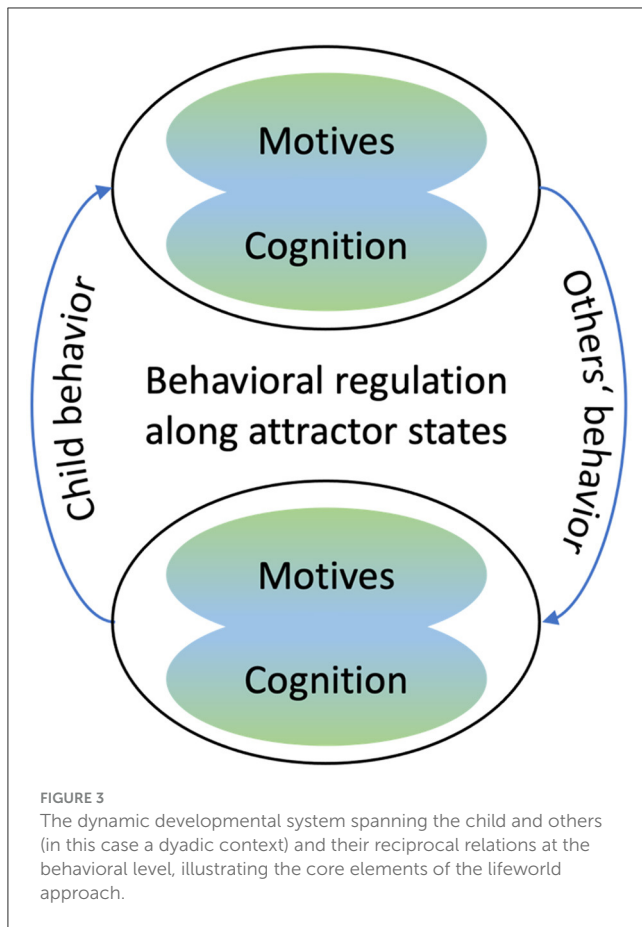 Motives
Cognition
Child behavior
Others‘ behavior
Behavioral regulation
along attractor states
Motives
Cognition
FIGURE 3
The dynamic developmental system spanning the child and others
(in this case a dyadic context) and their reciprocal relations at the
behavioral level, illustrating the core elements of the lifeworld
approach.